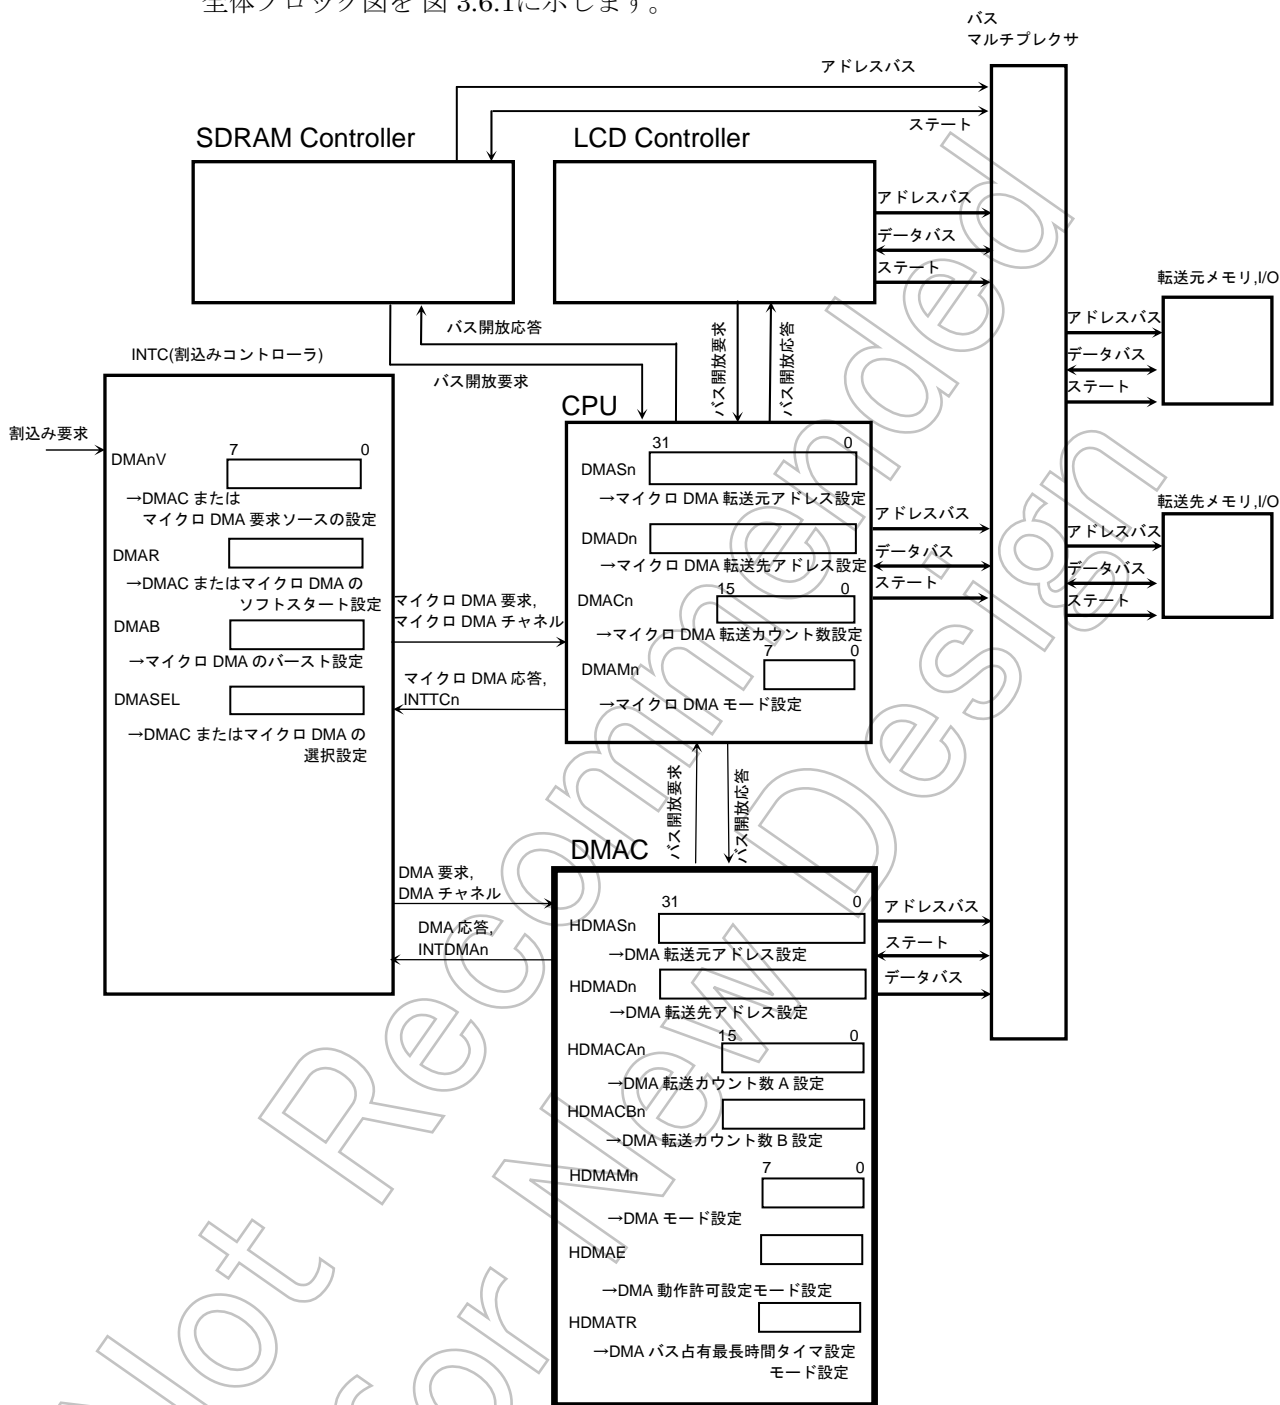 全体ブロック図を 図 3.6.1に示します。
バス
マルチプレクサ
アドレスバス
ステート
SDRAM Controller
LCD Controller
アドレスバス
データバス
ステート
転送元メモリ,I/O
アドレスバス
データバス
ステート
バス開放応答
バス開放要求
バス開放要求
バス開放応答
INTC(割込みコントローラ)
割込み要求
DMAnV
7
0
→DMAC または
マイクロ DMA 要求ソースの設定
DMAR
→DMAC またはマイクロ DMA の
ソフトスタート設定
DMAB
→マイクロ DMA のバースト設定
DMASEL
→DMAC またはマイクロ DMA の
選択設定
マイクロ DMA 要求,
マイクロ DMA チャネル
マイクロ DMA 応答,
INTTCn
CPU
31
0
DMASn
→マイクロ DMA 転送元アドレス設定
DMADn
→マイクロ DMA 転送先アドレス設定
15
0
DMACn
→マイクロ DMA 転送カウント数設定
7
0
DMAMn
→マイクロ DMA モード設定
アドレスバス
データバス
ステート
転送先メモリ,I/O
アドレスバス
データバス
ステート
バス開放要求
バス開放応答
DMAC
DMA 要求,
DMA チャネル
DMA 応答,
INTDMAn
31
0
HDMASn
→DMA 転送元アドレス設定
HDMADn
→DMA 転送先アドレス設定
15
0
HDMACAn
→DMA 転送カウント数 A 設定
HDMACBn
→DMA 転送カウント数 B 設定
7
0
HDMAMn
→DMA モード設定
HDMAE
→DMA 動作許可設定モード設定
HDMATR
→DMA バス占有最長時間タイマ設定
モード設定
アドレスバス
ステート
データバス
Not Recommended
for New Design